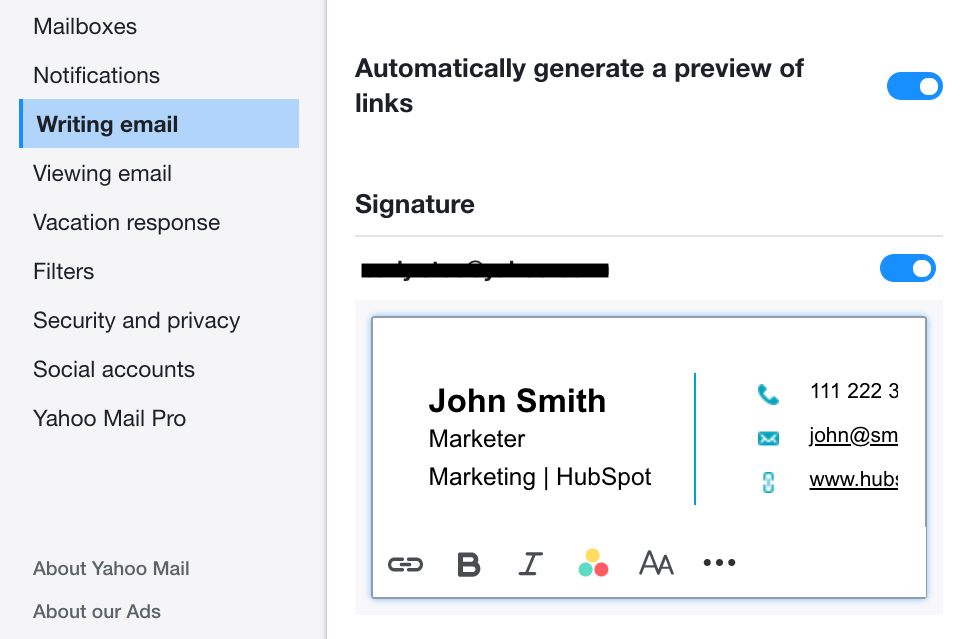 Mailboxes
Notifications
Writing email
Viewing email
Vacation response
Filters
Security and privacy
Social accounts
Yahoo Mail Pro
About Yahoo Mail
About our Ads
Automatically generate a preview of
links
Signature
John Smith
Marketer
Marketing | HubSpot
111 222 3
john@sm
www.hubs
B
I
AA